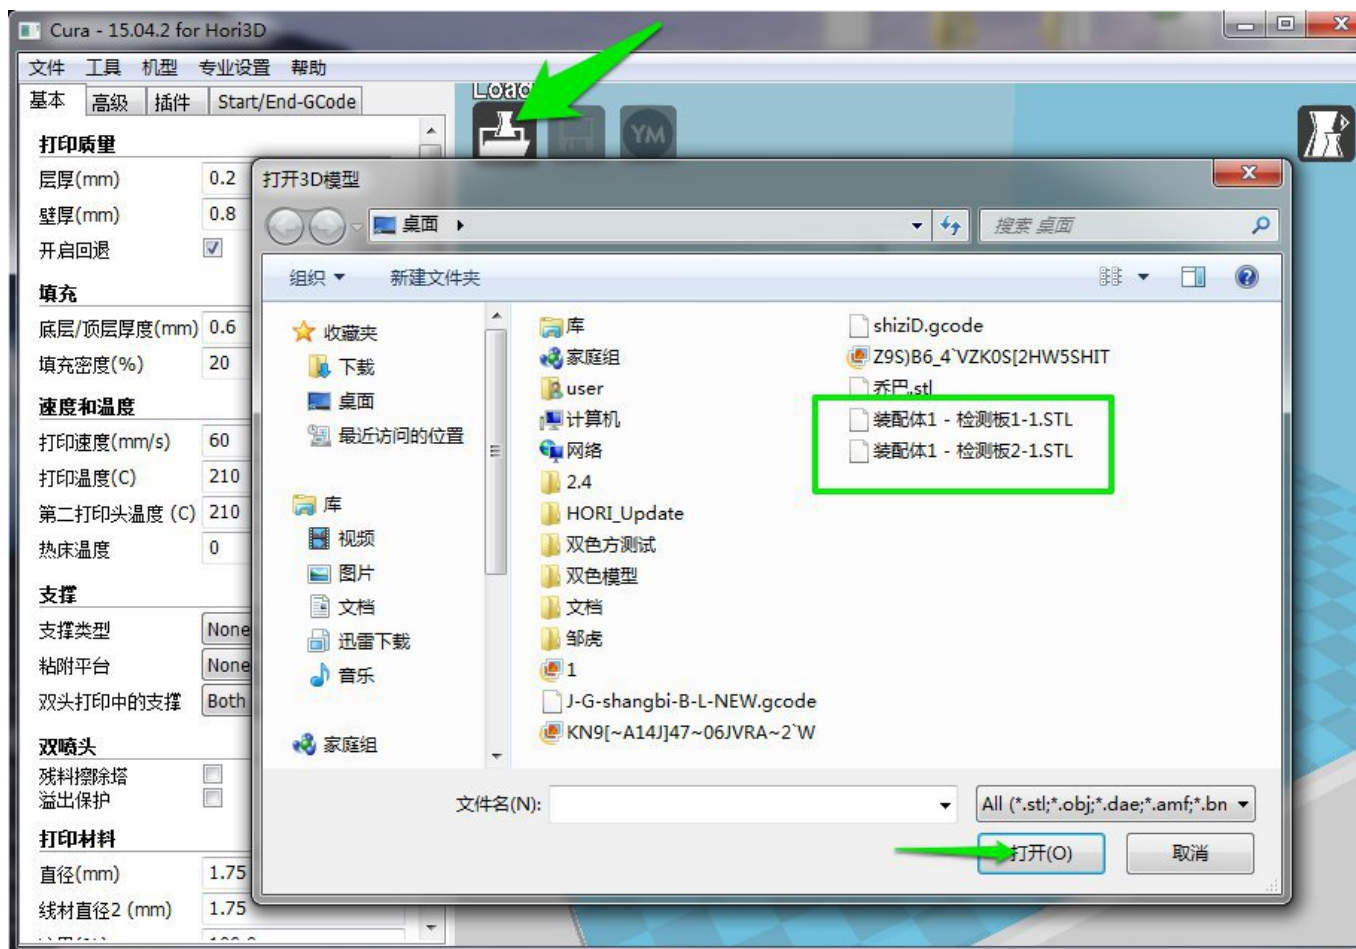 Cura - 15.04.2 for Hori3D
文件 工具 机型 专业设置 帮助
基本 高级 插件 Start/End-GCode
Load
YM
打印质量
层厚(mm) 0.2
壁厚(mm) 0.8
开启回退
填充
底层/顶层厚度(mm) 0.6
填充密度(%) 20
速度和温度
打印速度(mm/s) 60
打印温度(C) 210
第二打印头温度 (C) 210
热床温度 0
支撑
支撑类型 None
粘附平台 None
双头打印中的支撑 Both
双喷头
残料擦除塔
溢出保护
打印材料
直径(mm) 1.75
线材直径2 (mm) 1.75
打开3D模型
桌面
搜索 桌面
组织 新建文件夹
收藏夹
下载
桌面
最近访问的位置
库
视频
图片
文档
迅雷下载
音乐
家庭组
库
家庭组
user
计算机
网络
2.4
HORI_Update
双色方测试
双色模型
文档
邹虎
1
J-G-shangbi-B-L-NEW.gcode
KN9[~A14J]47~06JVRA~2`W
shiziD.gcode
Z9S)B6_4`VZK0S[2HW5SHIT
乔巴.stl
装配体1 - 检测板1-1.STL
装配体1 - 检测板2-1.STL
文件名(N):
All (*.stl;*.obj;*.dae;*.amf;*.bn
打开(O) 取消